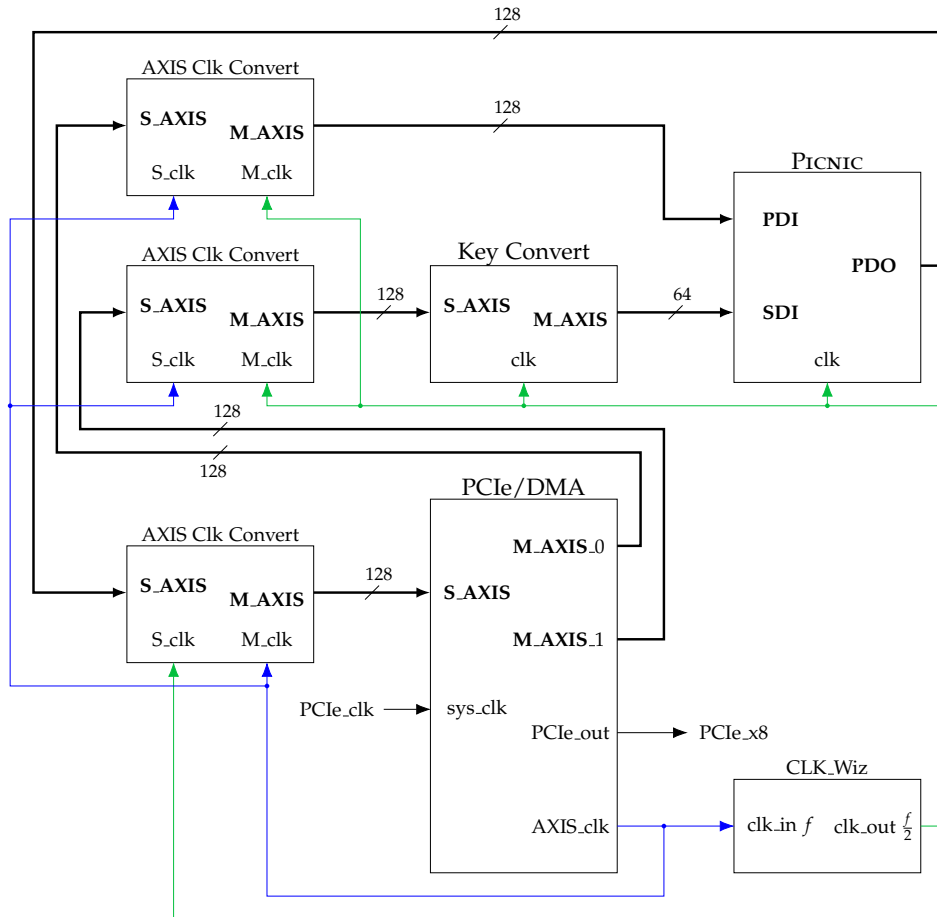 128
AXIS Clk Convert
S_AXIS
M_AXIS
S_clk
M_clk
128
PICNIC
PDI
PDO
SDI
clk
AXIS Clk Convert
S_AXIS
M_AXIS
S_clk
M_clk
128
Key Convert
S_AXIS
M_AXIS
clk
64
128
128
PCIe/DMA
M_AXIS_0
S_AXIS
M_AXIS_1
sys_clk
PCIe_out
AXIS_clk
AXIS Clk Convert
S_AXIS
M_AXIS
S_clk
M_clk
128
PCIe_clk
PCIe_x8
CLK_Wiz
clk_in f
clk_out f/2